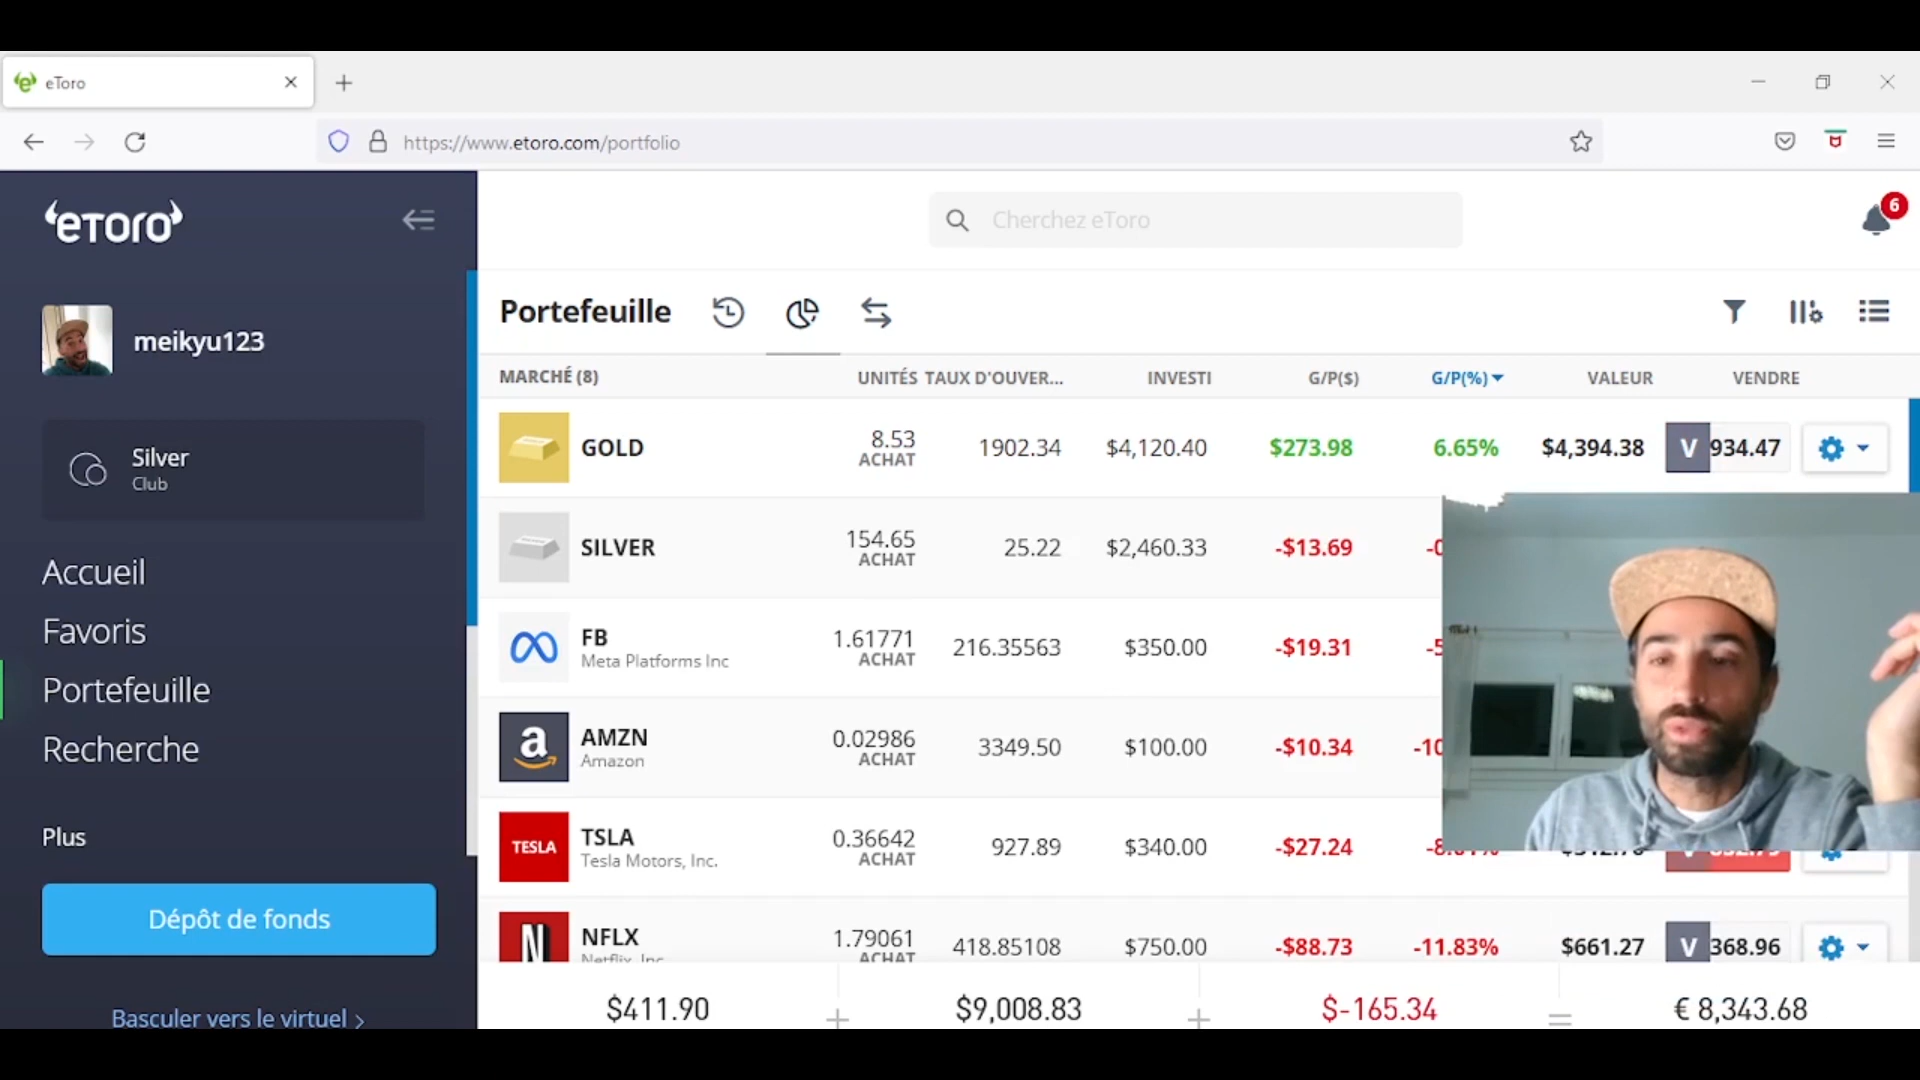 eToro
https://www.etoro.com/portfolio
eTORO
Cherchez eToro
6
meikyu123
Silver
Club
Accueil
Favoris
Portefeuille
Recherche
Plus
Dépôt de fonds
Basculer vers le virtuel >
Portefeuille
MARCHÉ (8) UNITÉS TAUX D'OUVER... INVESTI G/P($) G/P(%) VALEUR VENDRE
GOLD 8.53 ACHAT 1902.34 $4,120.40 $273.98 6.65% $4,394.38 V 934.47
SILVER 154.65 ACHAT 25.22 $2,460.33 -$13.69
FB Meta Platforms Inc 1.61771 ACHAT 216.35563 $350.00 -$19.31
a AMZN Amazon 0.02986 ACHAT 3349.50 $100.00 -$10.34
TESLA TSLA Tesla Motors, Inc. 0.36642 ACHAT 927.89 $340.00 -$27.24
N NFLX Netflix, Inc. 1.79061 ACHAT 418.85108 $750.00 -$88.73 -11.83% $661.27 V 368.96
$411.90 + $9,008.83 + $-165.34 = € 8,343.68